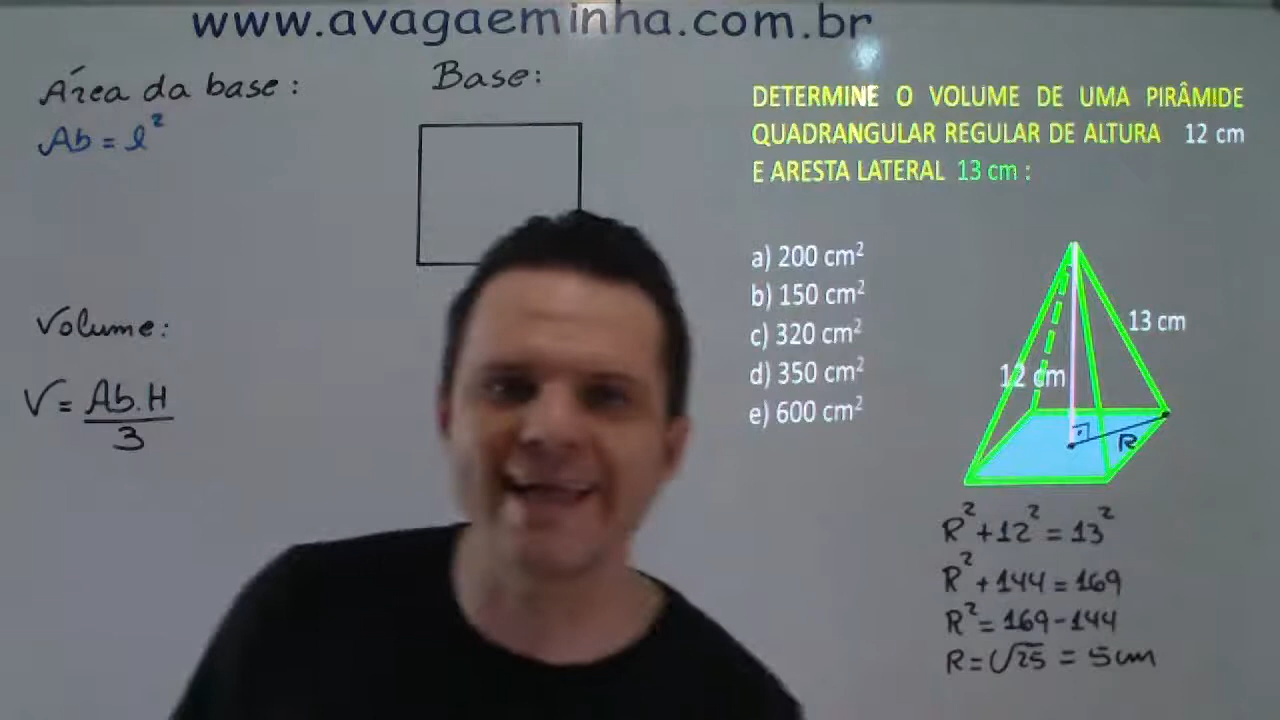 www.avagaeminha.com.br
Área da base:
Ab = l²
Volume:
V = Ab.H
3
Base:
DETERMINE O VOLUME DE UMA PIRÂMIDE
QUADRANGULAR REGULAR DE ALTURA 12 cm
E ARESTA LATERAL 13 cm :
a) 200 cm²
b) 150 cm²
c) 320 cm²
d) 350 cm²
e) 600 cm²
13 cm
12 cm
R
R² + 12² = 13²
R² + 144 = 169
R² = 169 - 144
R = √25 = 5cm